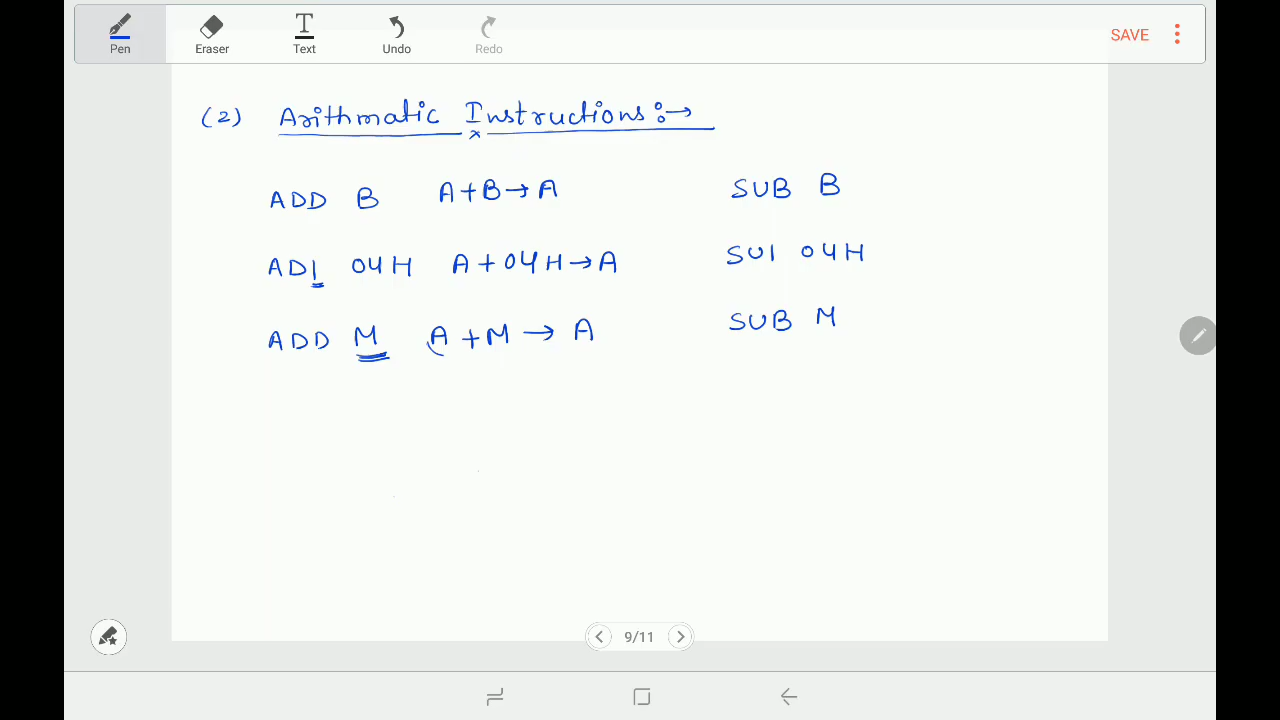 Pen Eraser Text Undo Redo SAVE
(2) Arithmatic Instructions :→
ADD B A+B→A SUB B
ADI 04H A+04H→A SUI 04H
ADD M A+M→A SUB M
9/11